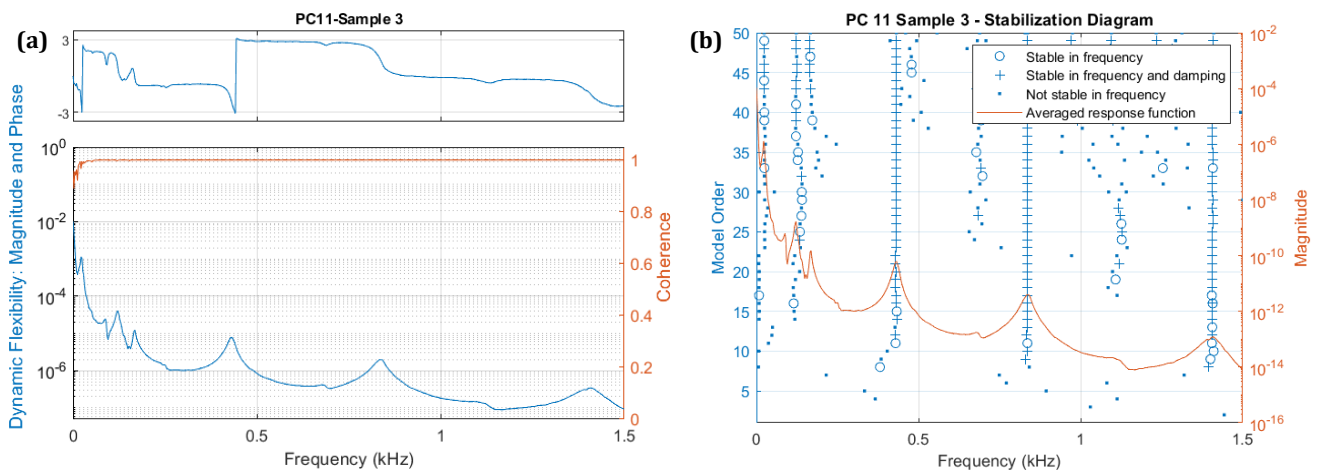 PC11-Sample 3
(a)
3
-3
Dynamic Flexibility: Magnitude and Phase
10^0
10^-2
10^-4
10^-6
1
0.8
0.6
0.4
0.2
0
Coherence
0 0.5 1 1.5
Frequency (kHz)
PC 11 Sample 3 - Stabilization Diagram
(b)
Stable in frequency
Stable in frequency and damping
Not stable in frequency
Averaged response function
Model Order
50
45
40
35
30
25
20
15
10
5
10^-2
10^-4
10^-6
10^-8
10^-10
10^-12
10^-14
10^-16
Magnitude
0 0.5 1 1.5
Frequency (kHz)